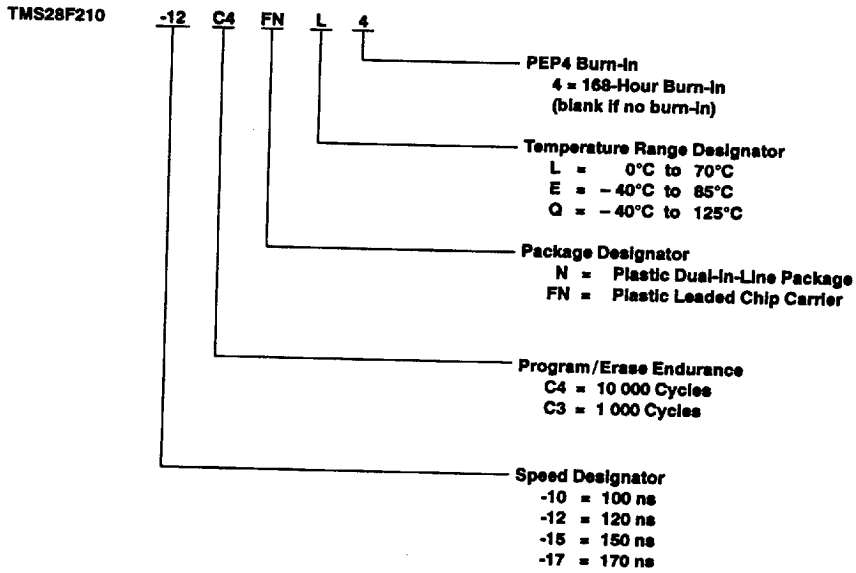 TMS28F210 -12 C4 FN L 4
PEP4 Burn-In
4 = 168-Hour Burn-In
(blank if no burn-in)
Temperature Range Designator
L = 0°C to 70°C
E = – 40°C to 85°C
Q = – 40°C to 125°C
Package Designator
N = Plastic Dual-In-Line Package
FN = Plastic Leaded Chip Carrier
Program/Erase Endurance
C4 = 10 000 Cycles
C3 = 1 000 Cycles
Speed Designator
-10 = 100 ns
-12 = 120 ns
-15 = 150 ns
-17 = 170 ns